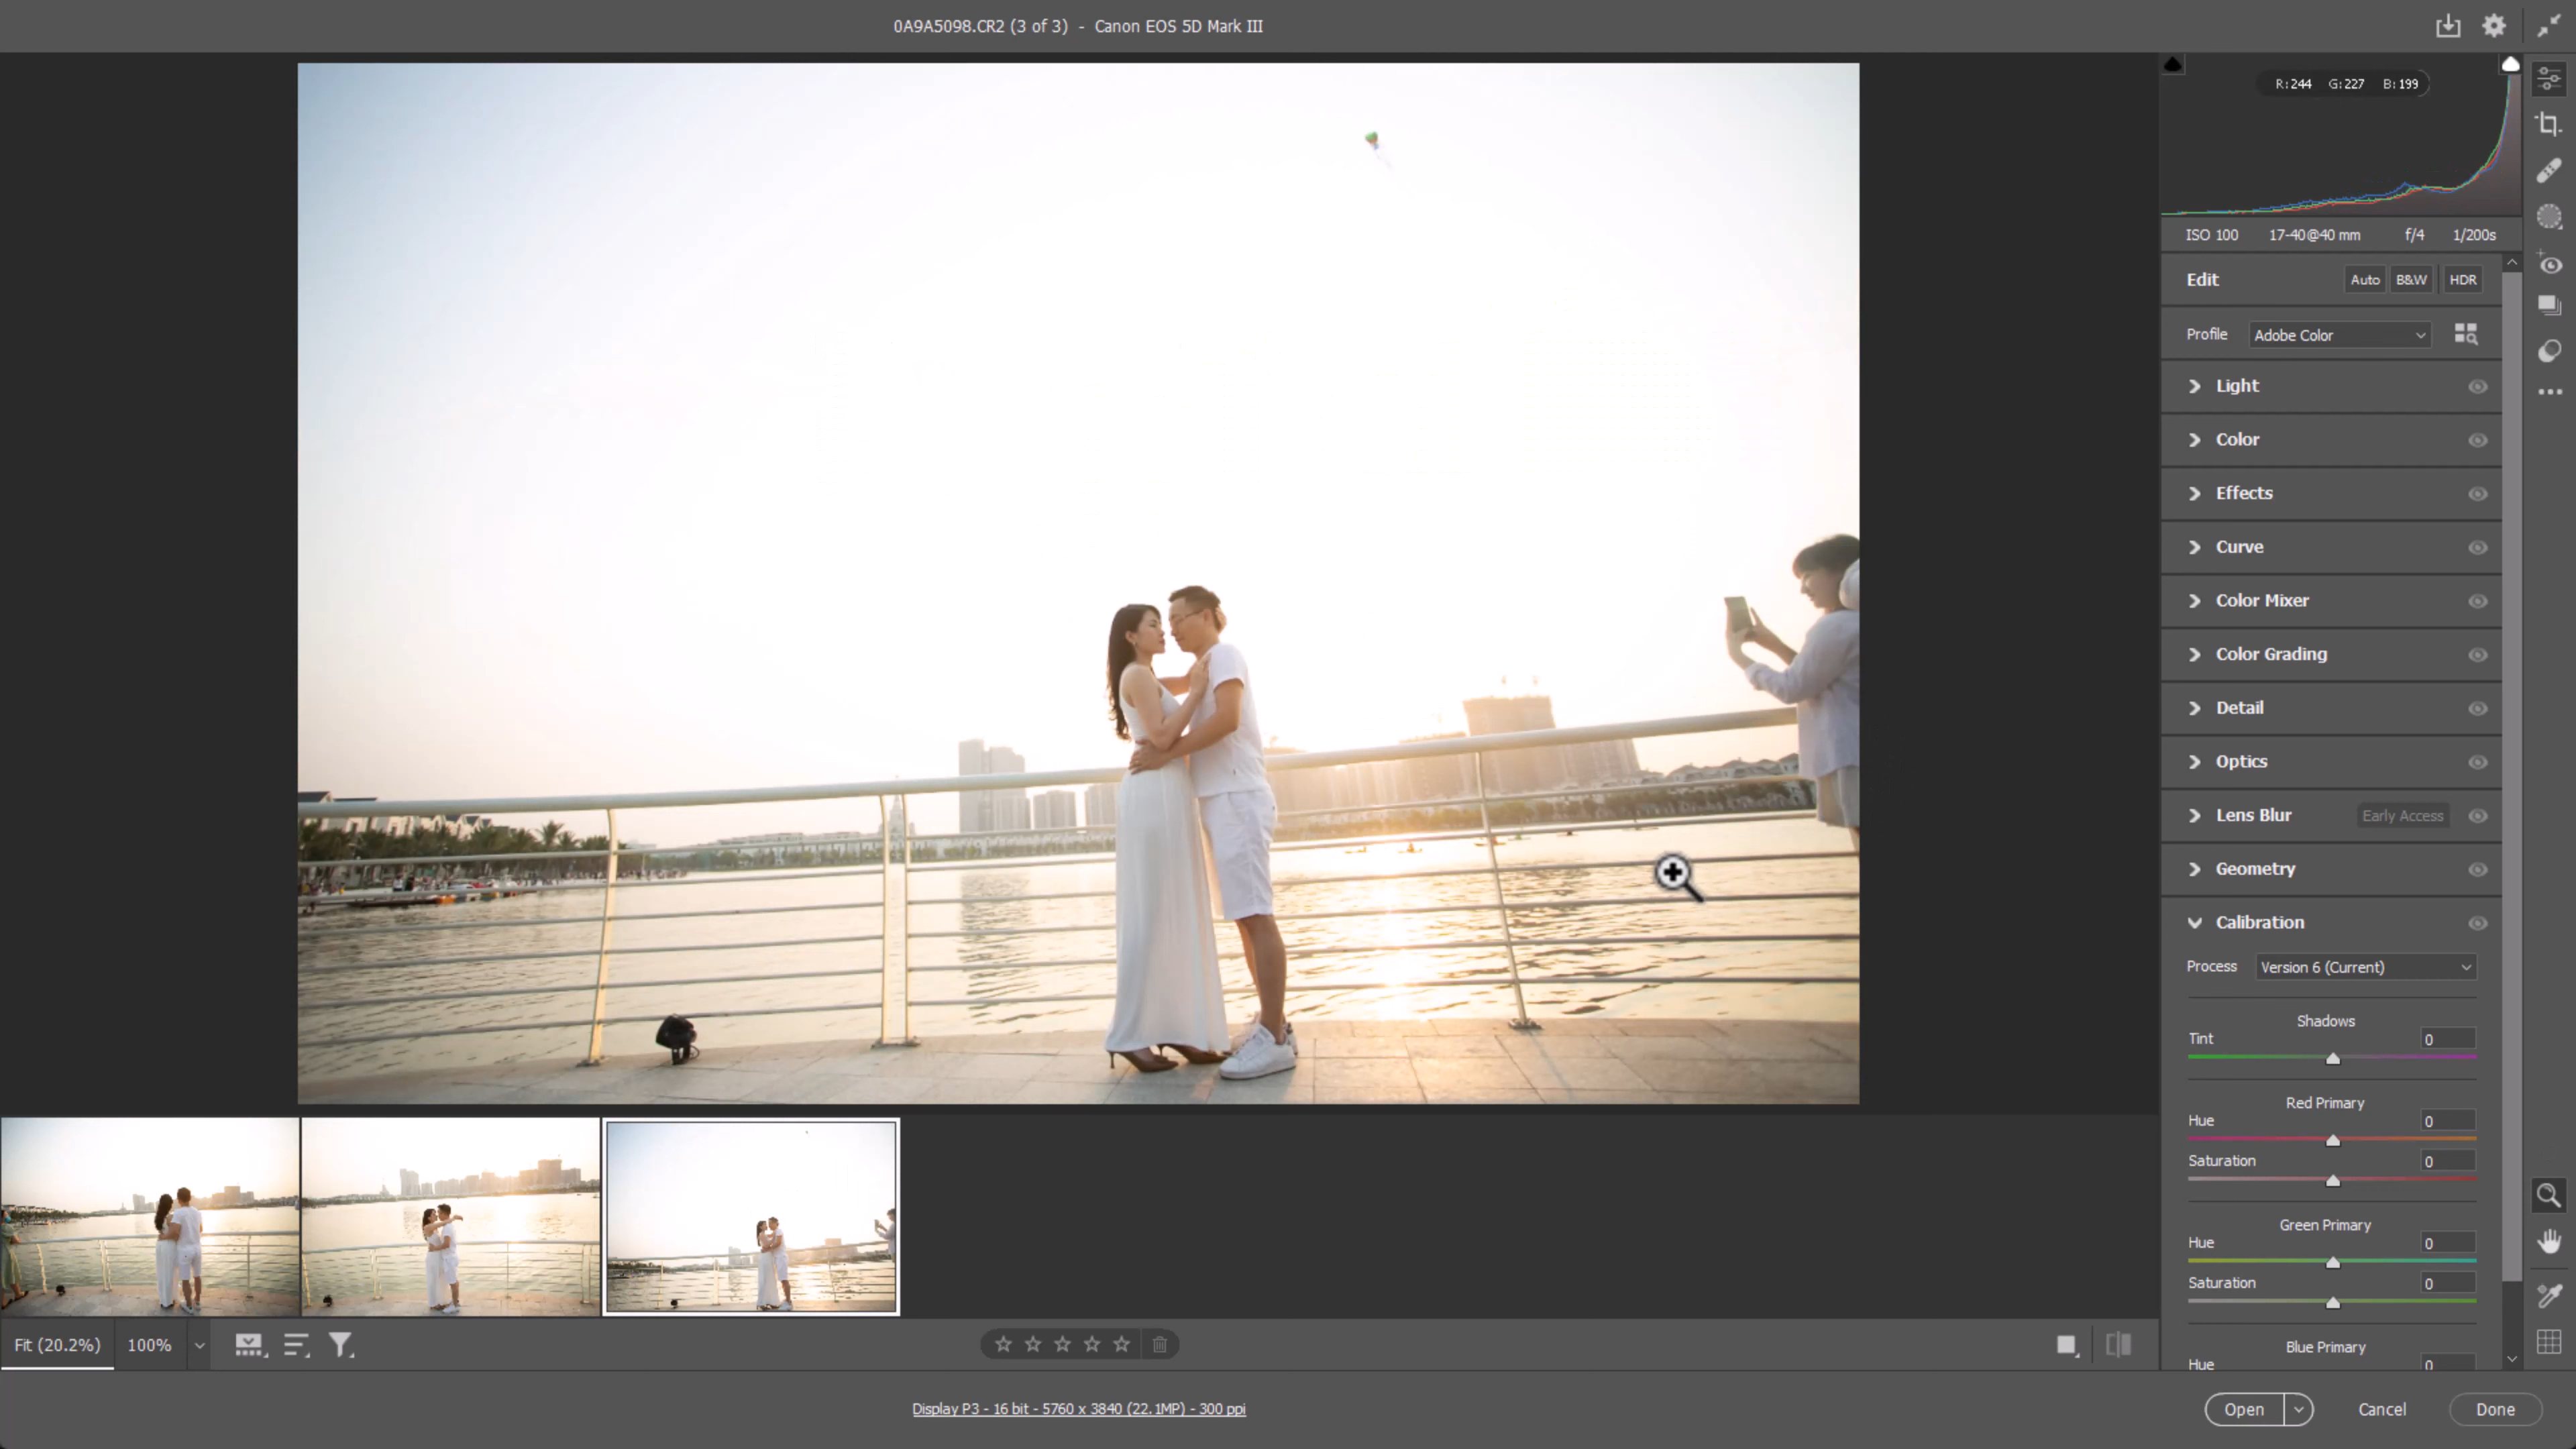 0A9A5098.CR2 (3 of 3) - Canon EOS 5D Mark III
R:244 G:227 B:199
ISO 100 17-40@40 mm f/4 1/200s
Edit Auto B&W HDR
Profile Adobe Color
Light
Color
Effects
Curve
Color Mixer
Color Grading
Detail
Optics
Lens Blur Early Access
Geometry
Calibration
Process Version 6 (Current)
Shadows
Tint 0
Red Primary
Hue 0
Saturation 0
Green Primary
Hue 0
Saturation 0
Blue Primary
Hue 0
Fit (20.2%) 100%
Display P3 - 16 bit - 5760 x 3840 (22.1MP) - 300 ppi
Open Cancel Done